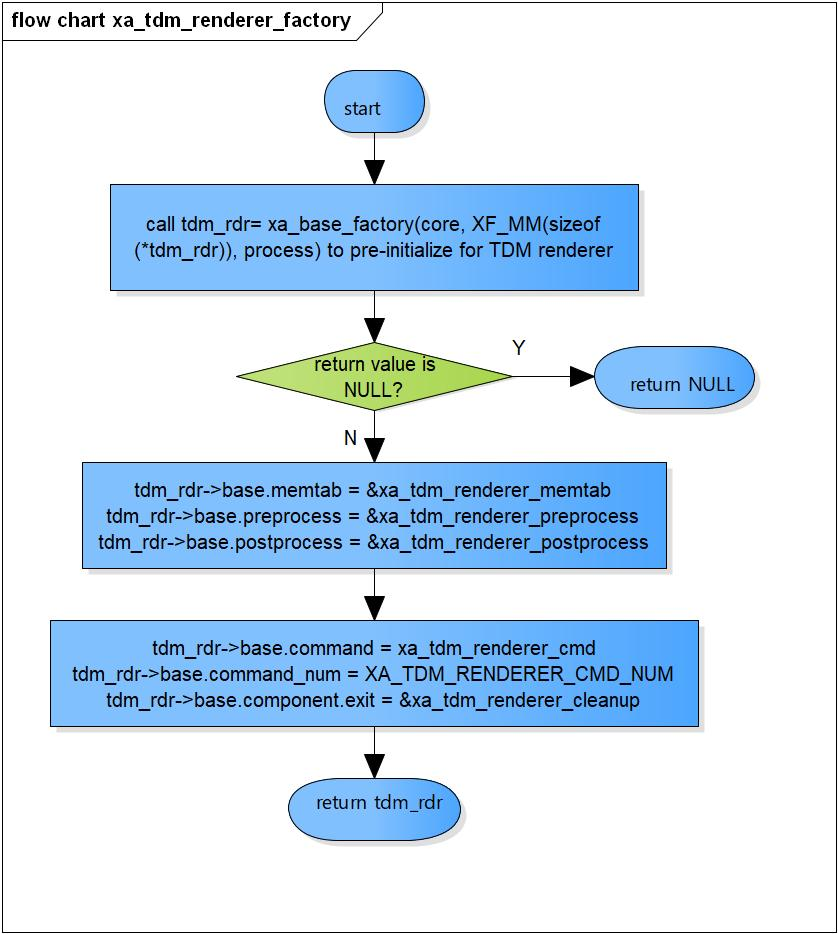 flow chart xa_tdm_renderer_factory
start
call tdm_rdr= xa_base_factory(core, XF_MM(sizeof
(*tdm_rdr)), process) to pre-initialize for TDM renderer
return value is
NULL?
Y
return NULL
N
tdm_rdr->base.memtab = &xa_tdm_renderer_memtab
tdm_rdr->base.preprocess = &xa_tdm_renderer_preprocess
tdm_rdr->base.postprocess = &xa_tdm_renderer_postprocess
tdm_rdr->base.command = xa_tdm_renderer_cmd
tdm_rdr->base.command_num = XA_TDM_RENDERER_CMD_NUM
tdm_rdr->base.component.exit = &xa_tdm_renderer_cleanup
return tdm_rdr